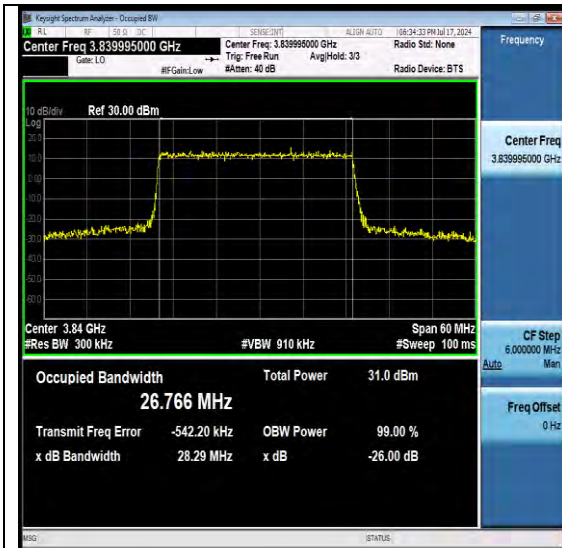 Keysight Spectrum Analyzer - Occupied BW
RL RF 50 Ω DC SENSE:INT ALIGN AUTO 06:34:33 PM Jul 17, 2024
Center Freq 3.839995000 GHz
Center Freq: 3.839995000 GHz
Radio Std: None
Gate: LO
Trig: Free Run
Avg|Hold: 3/3
#IFGain:Low
#Atten: 40 dB
Radio Device: BTS
Frequency
10 dB/div Ref 30.00 dBm
Log
20.0
10.0
0.00
-10.0
-20.0
-30.0
-40.0
-50.0
-60.0
Center Freq
3.839995000 GHz
Center 3.84 GHz Span 60 MHz
#Res BW 300 kHz #VBW 910 kHz #Sweep 100 ms
CF Step
6.000000 MHz
Auto Man
Occupied Bandwidth Total Power 31.0 dBm
26.766 MHz
Transmit Freq Error -542.20 kHz OBW Power 99.00 %
x dB Bandwidth 28.29 MHz x dB -26.00 dB
Freq Offset
0 Hz
MSG STATUS